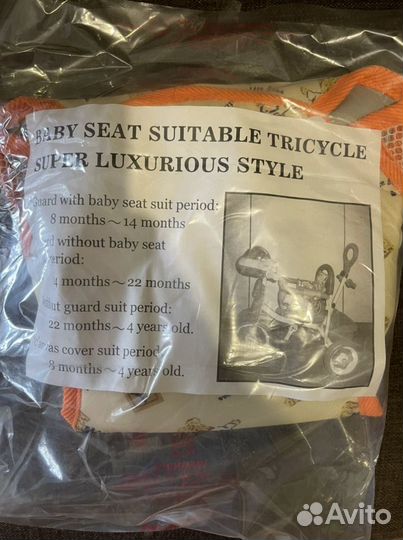 BABY SEAT SUITABLE TRICYCLE
SUPER LUXURIOUS STYLE
Guard with baby seat suit period:
8 months～14 months
without baby seat
period:
4 months～22 months
guard suit period:
22 months～4 years old.
cover suit period
8 months～4 years old.
Avito